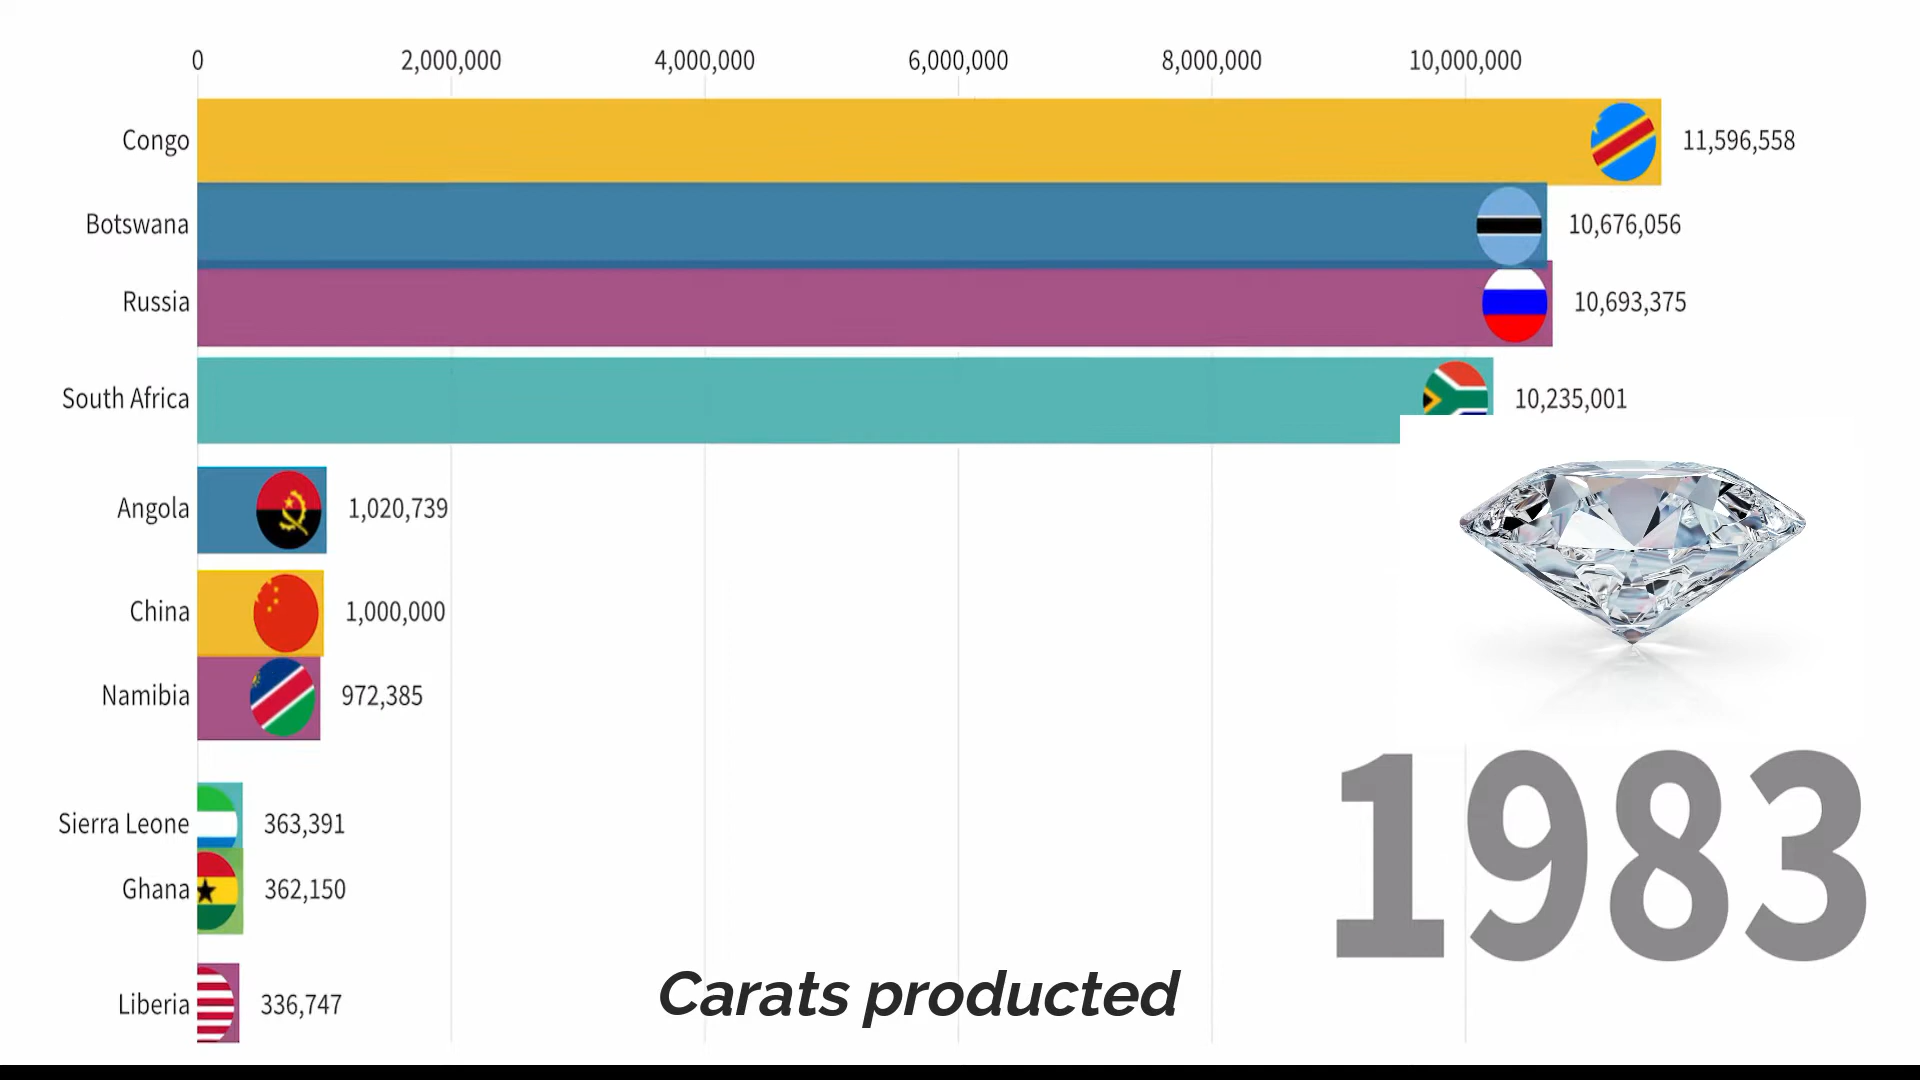 0 2,000,000 4,000,000 6,000,000 8,000,000 10,000,000
Congo 11,596,558
Botswana 10,676,056
Russia 10,693,375
South Africa 10,235,001
Angola 1,020,739
China 1,000,000
Namibia 972,385
Sierra Leone 363,391
Ghana 362,150
Liberia 336,747
1983
Carats producted